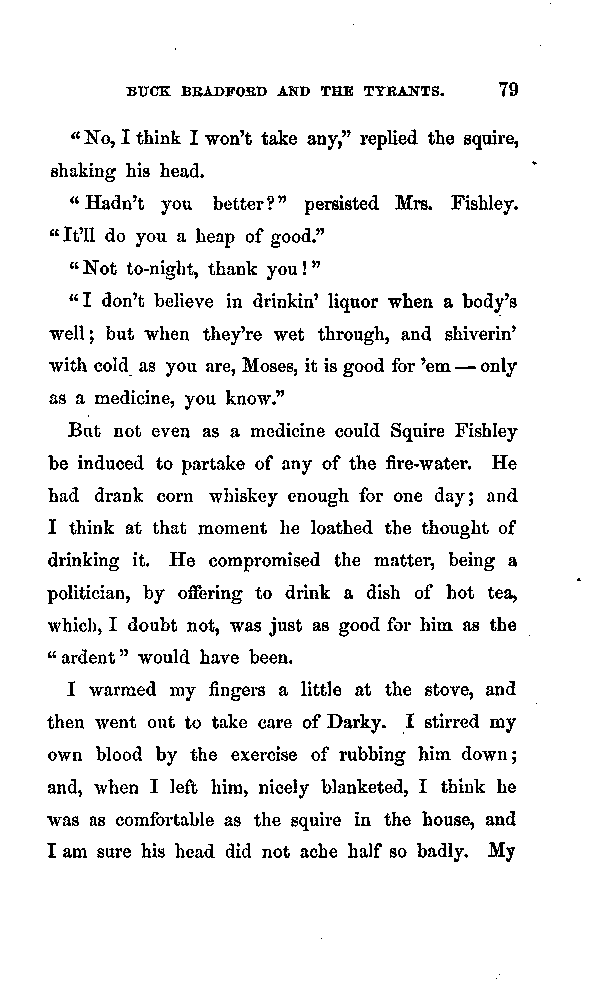 BUCK BRADFORD AND THE TYRANTS. 79
“No, I think I won’t take any,” replied the squire,
shaking his head.
“Hadn’t you better?” persisted Mrs. Fishley.
“It’ll do you a heap of good.”
“Not to-night, thank you!”
“I don’t believe in drinkin’ liquor when a body’s
well; but when they’re wet through, and shiverin’
with cold as you are, Moses, it is good for ’em — only
as a medicine, you know.”
But not even as a medicine could Squire Fishley
be induced to partake of any of the fire-water. He
had drank corn whiskey enough for one day; and
I think at that moment he loathed the thought of
drinking it. He compromised the matter, being a
politician, by offering to drink a dish of hot tea,
which, I doubt not, was just as good for him as the
“ardent” would have been.
I warmed my fingers a little at the stove, and
then went out to take care of Darky. I stirred my
own blood by the exercise of rubbing him down;
and, when I left him, nicely blanketed, I think he
was as comfortable as the squire in the house, and
I am sure his head did not ache half so badly. My